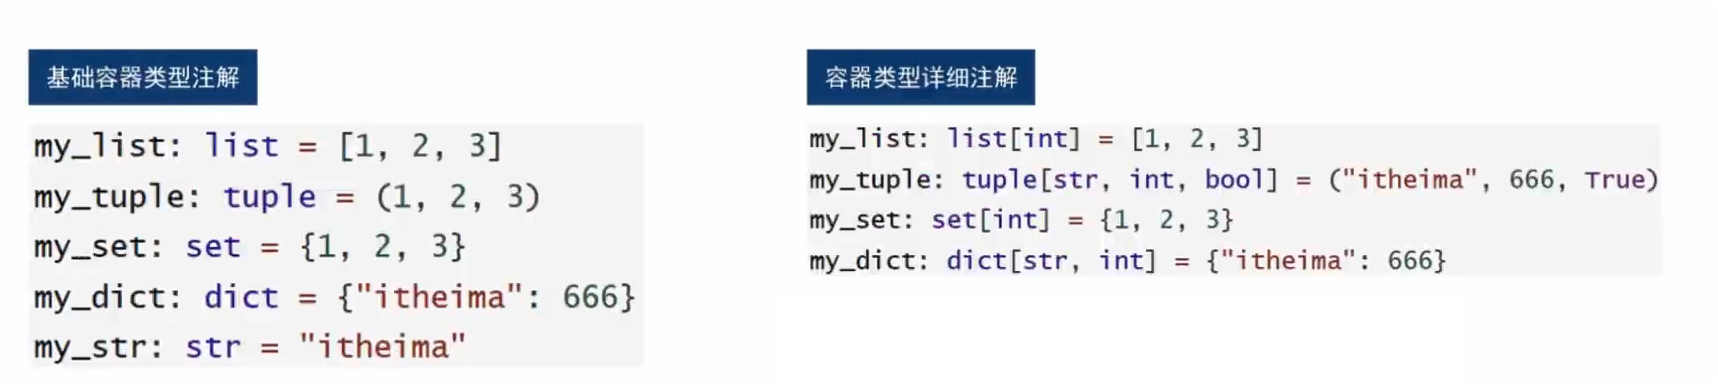 基础容器类型注解
my_list: list = [1, 2, 3]
my_tuple: tuple = (1, 2, 3)
my_set: set = {1, 2, 3}
my_dict: dict = {"itheima": 666}
my_str: str = "itheima"
容器类型详细注解
my_list: list[int] = [1, 2, 3]
my_tuple: tuple[str, int, bool] = ("itheima", 666, True)
my_set: set[int] = {1, 2, 3}
my_dict: dict[str, int] = {"itheima": 666}